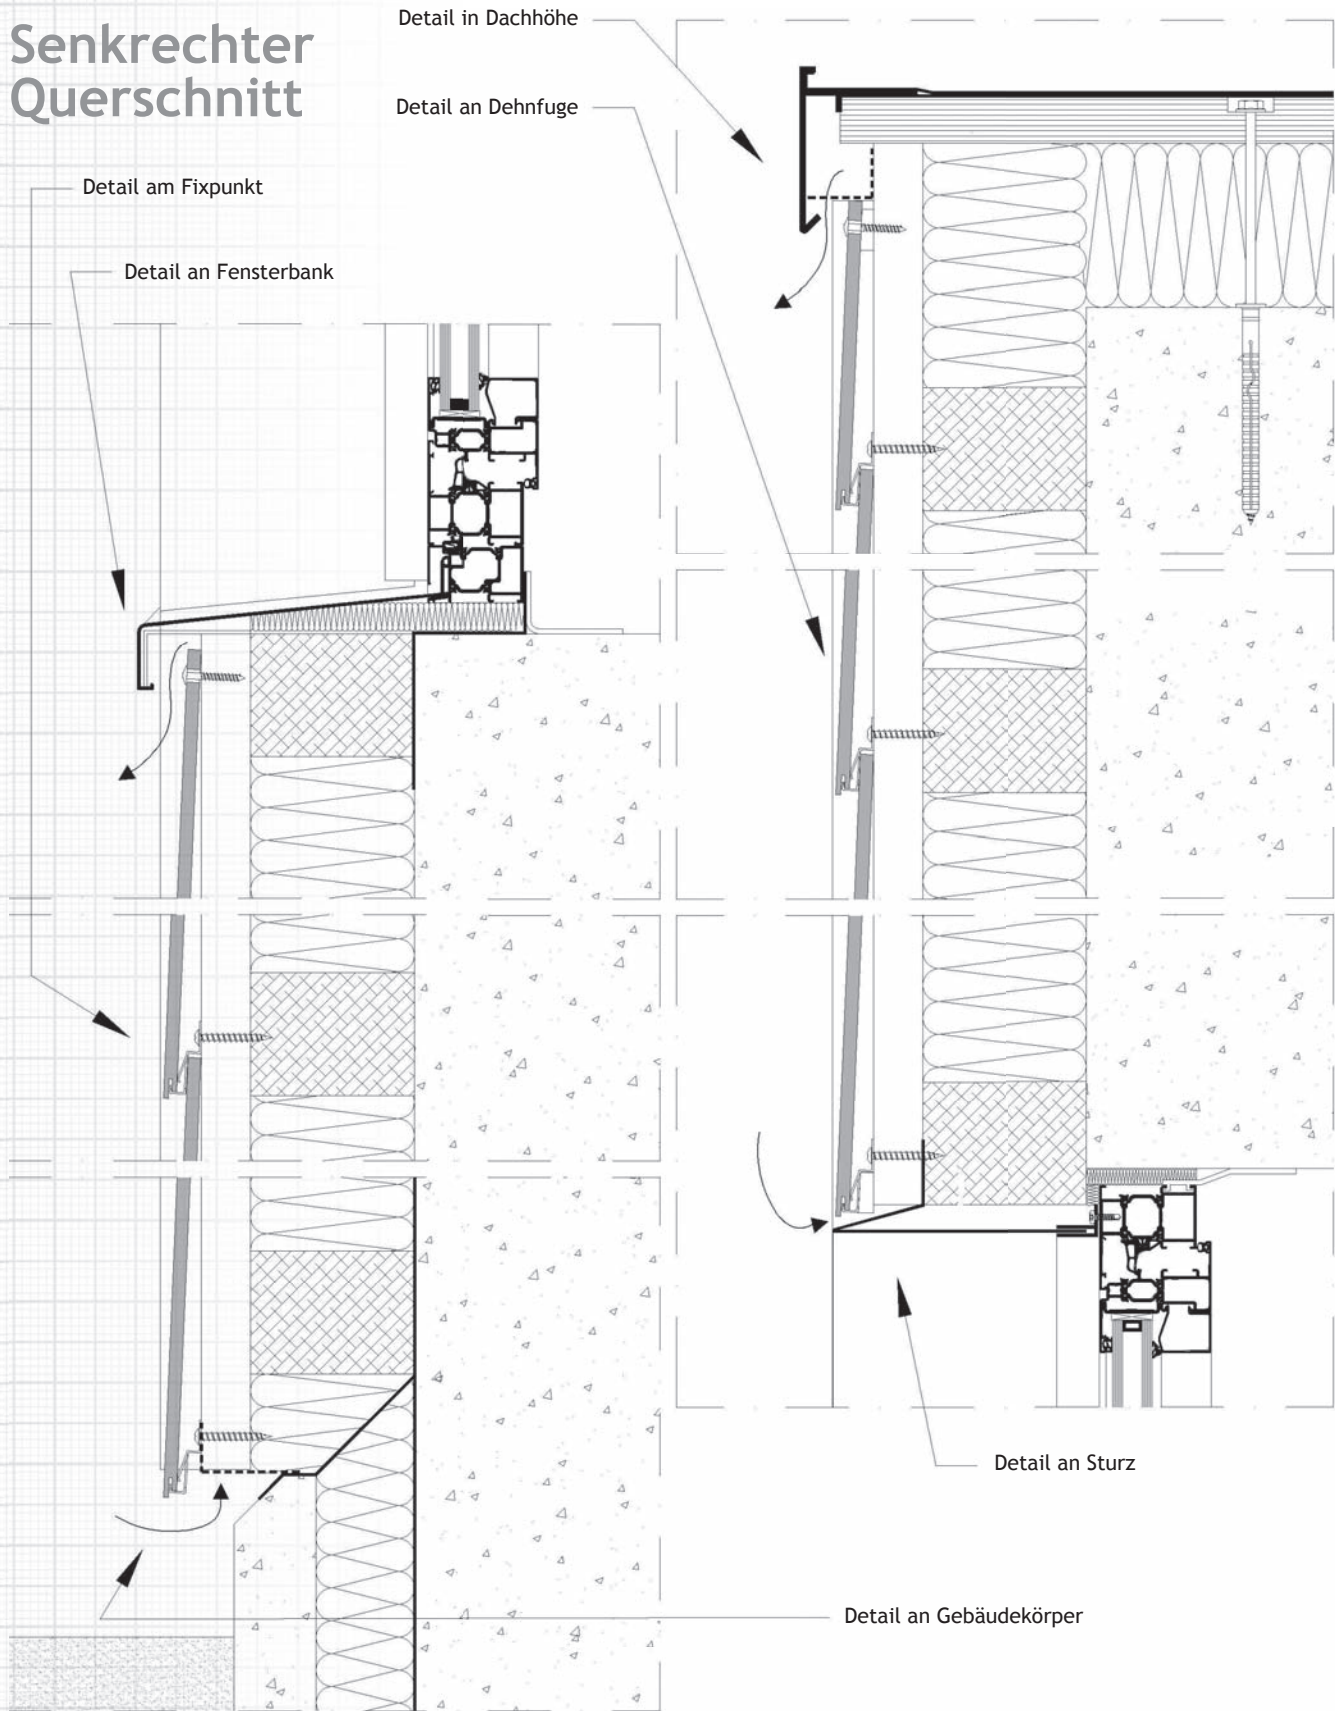 Senkrechter
Querschnitt
Detail in Dachhöhe
Detail an Dehnfuge
Detail am Fixpunkt
Detail an Fensterbank
Detail an Sturz
Detail an Gebäudekörper